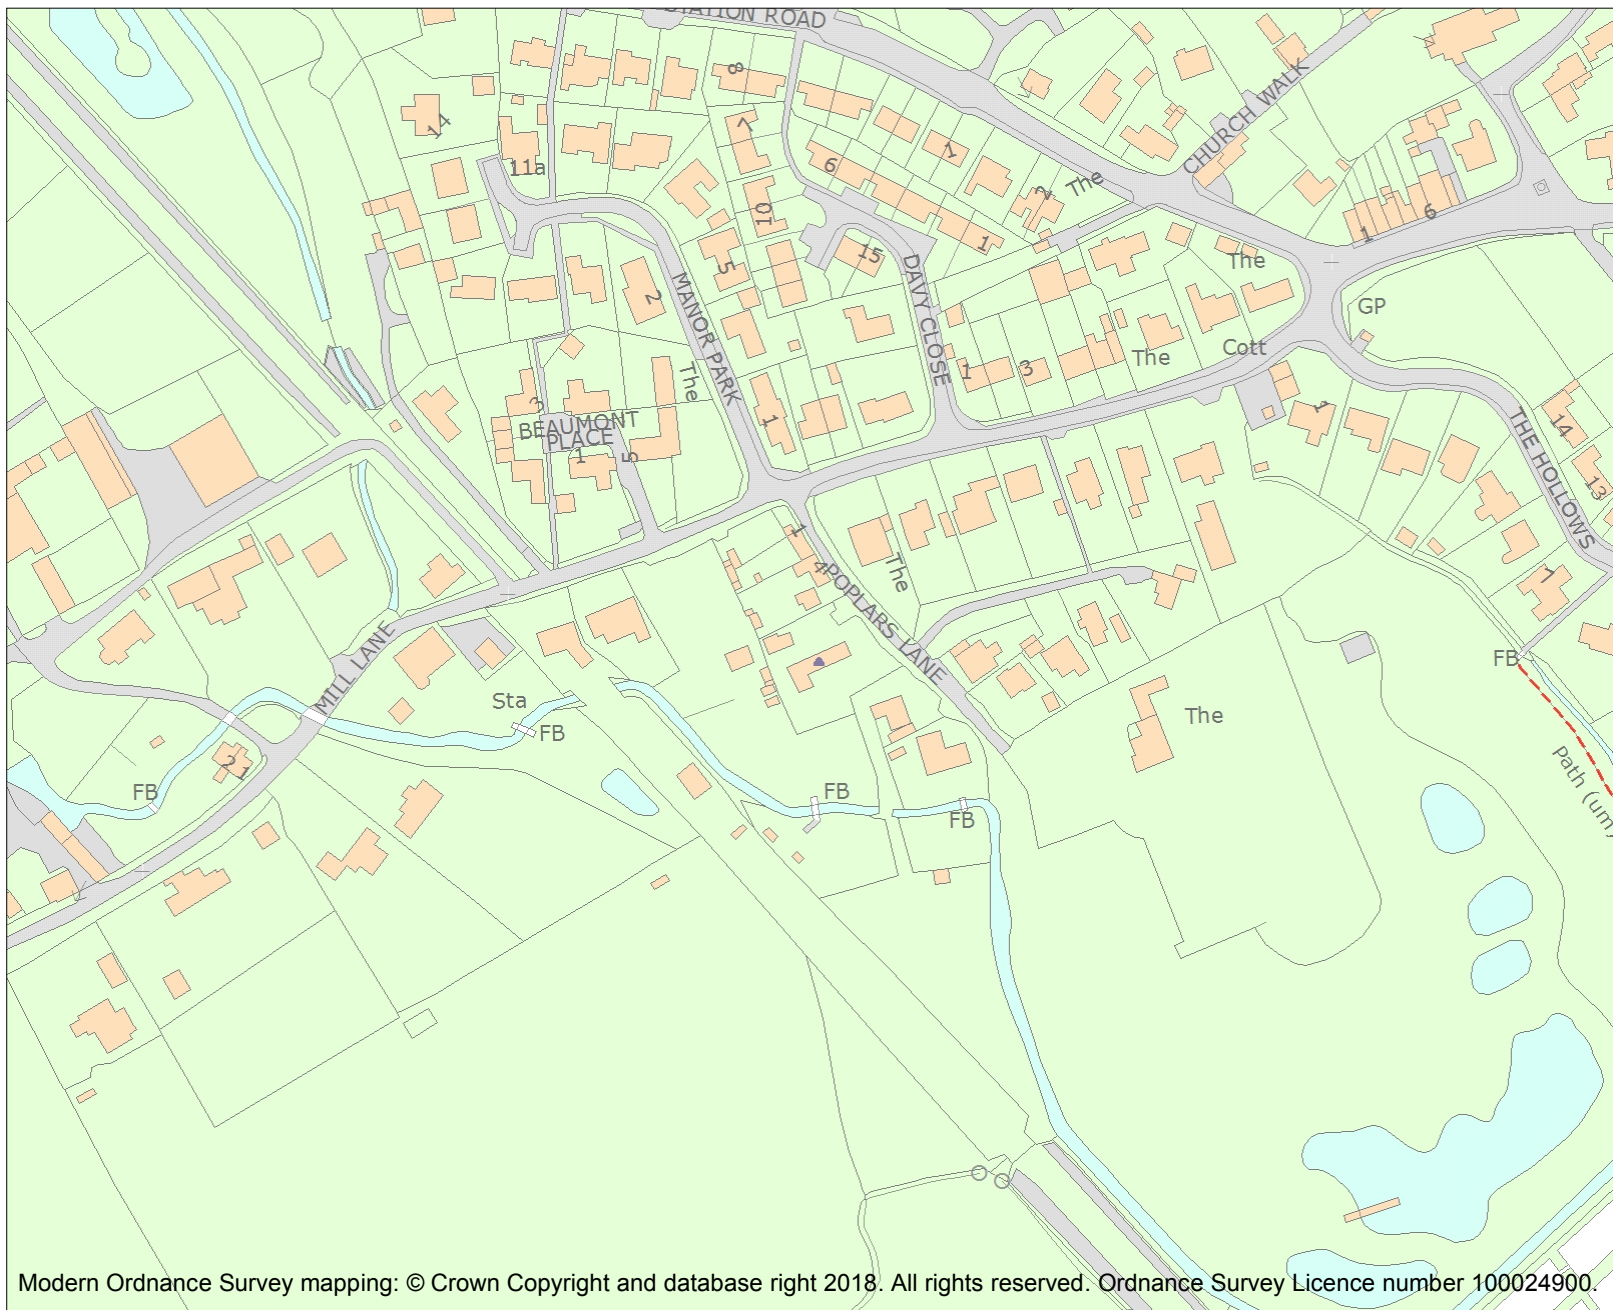 STATION ROAD
8
14
7
CHURCH WALK
11a
6
1
The
2
10
6
1
1
15
5
The
2
MANOR PARK
DAVY CLOSE
GP
The
Cott
The
1
3
3
BEAUMONT
PLACE
1
5
1
1
THE HOLLOWS
14
13
1
4
The
POPLARS LANE
7
MILL LANE
FB
Sta
FB
The
21
FB
FB
FB
Path (um)
Modern Ordnance Survey mapping: © Crown Copyright and database right 2018. All rights reserved. Ordnance Survey Licence number 100024900.